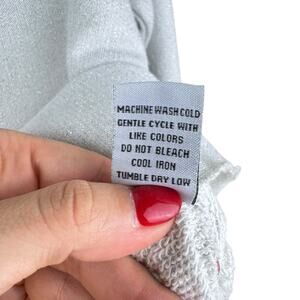 MACHINE WASH COLD
GENTLE CYCLE WITH
LIKE COLORS
DO NOT BLEACH
COOL IRON
TUMBLE DRY LOW